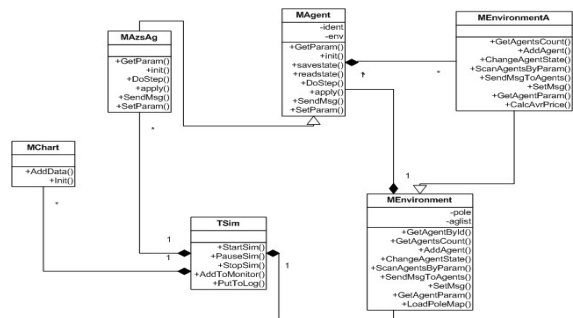 MAzsAg
+GetParam()
+init()
+DoStep()
+apply()
+SendMsg()
+SetParam()
MAgent
-ident
-env
+GetParam()
+init()
+savestate()
+readstate()
+DoStep()
+apply()
+SendMsg()
+SetParam()
MEnvironmentA
+GetAgentsCount()
+AddAgent()
+ChangeAgentState()
+ScanAgentsByParam()
+SendMsgToAgents()
+SetMsg()
+GetAgentParam()
+CalcAvrPrice()
*
*
MChart
+AddData()
+Init()
*
*
1
1
1
TSim
+StartSim()
+PauseSim()
+StopSim()
+AddToMonitor()
+PutToLog()
1
MEnvironment
-pole
-aglist
+GetAgentById()
+GetAgentsCount()
+AddAgent()
+ChangeAgentState()
+ScanAgentsByParam()
+SendMsgToAgents()
+SetMsg()
+GetAgentParam()
+LoadPoleMap()